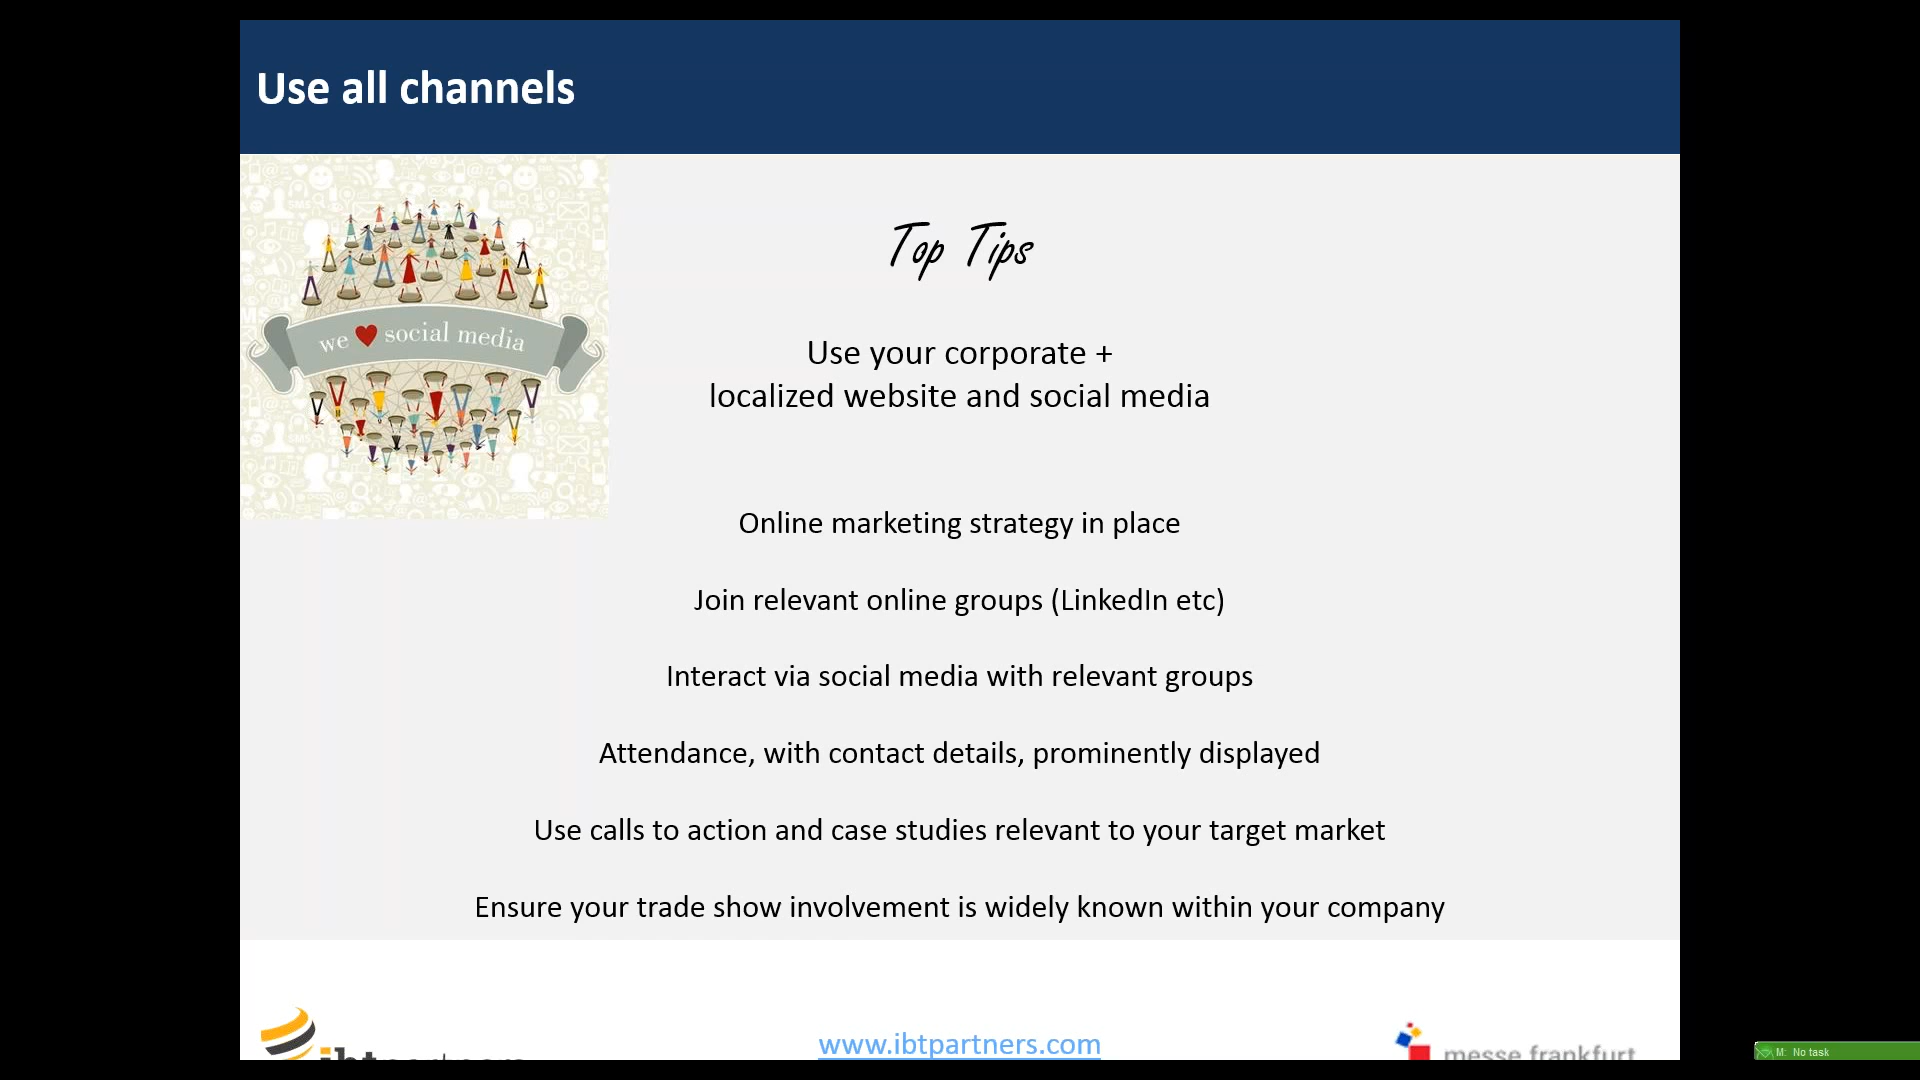 Use all channels
we social media
Top Tips
Use your corporate +
localized website and social media
Online marketing strategy in place
Join relevant online groups (LinkedIn etc)
Interact via social media with relevant groups
Attendance, with contact details, prominently displayed
Use calls to action and case studies relevant to your target market
Ensure your trade show involvement is widely known within your company
www.ibtpartners.com
messe frankfurt
M: No task